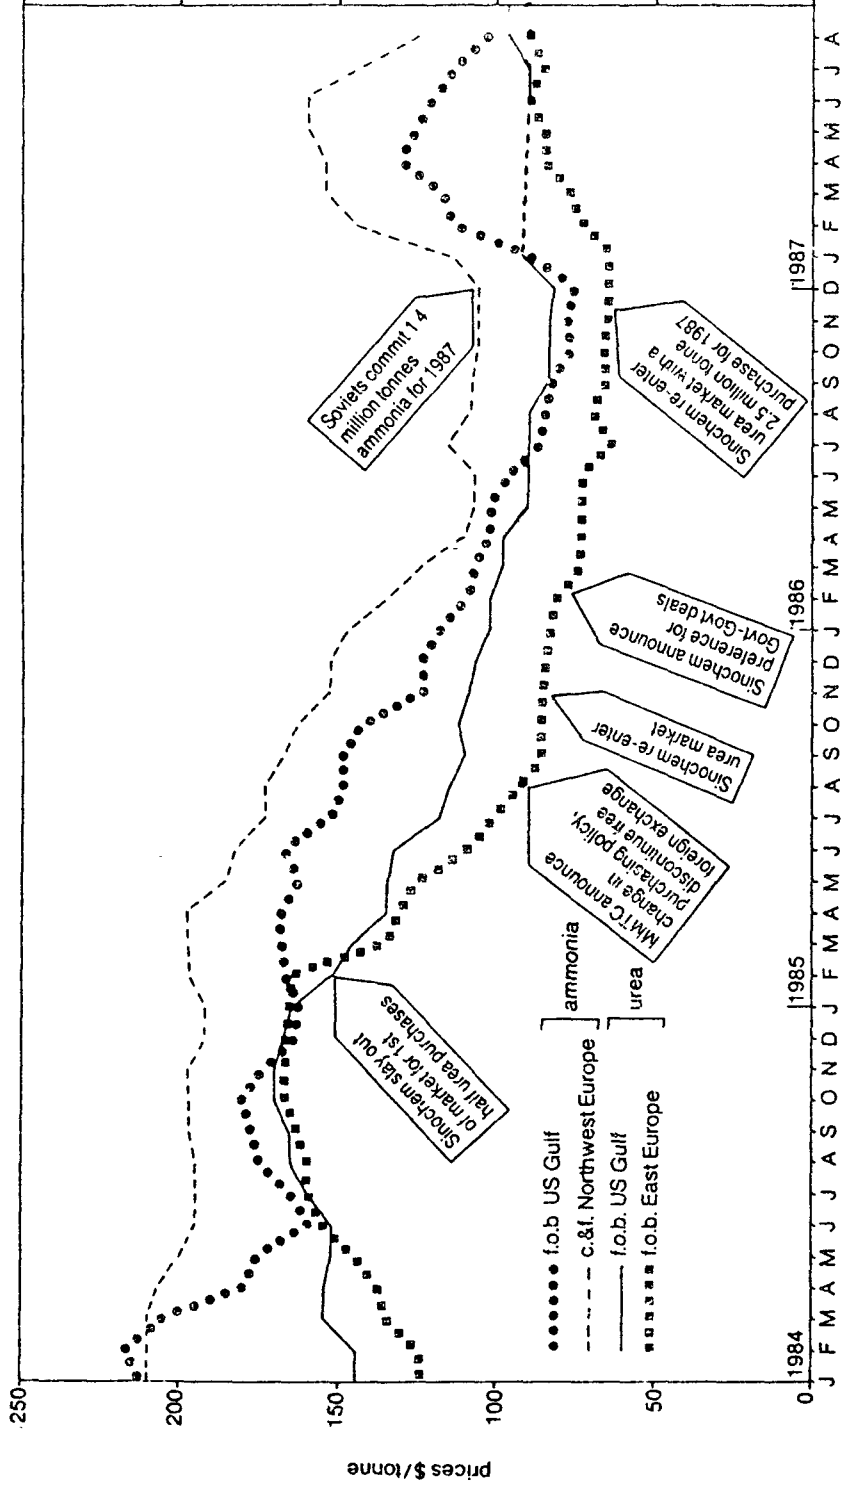 prices $/tonne
250
200
150
100
50
0
Soviets commit 1 4
million tonnes
ammonia for 1987
Sinochem stay out
of market for 1st
half urea purchases
MMTC announce
change in
purchasing policy,
discontinue free
foreign exchange
Sinochem re-enter
urea market
Sinochem announce
preference for
Govt-Govt deals
Sinochem re-enter
urea market with a
2.5 million tonne
purchase for 1987
f.o.b US Gulf
c.&f. Northwest Europe
ammonia
f.o.b. US Gulf
f.o.b. East Europe
urea
1984 1985 1986 1987
J F M A M J J A S O N D J F M A M J J A S O N D J F M A M J J A S O N D J F M A M J J A